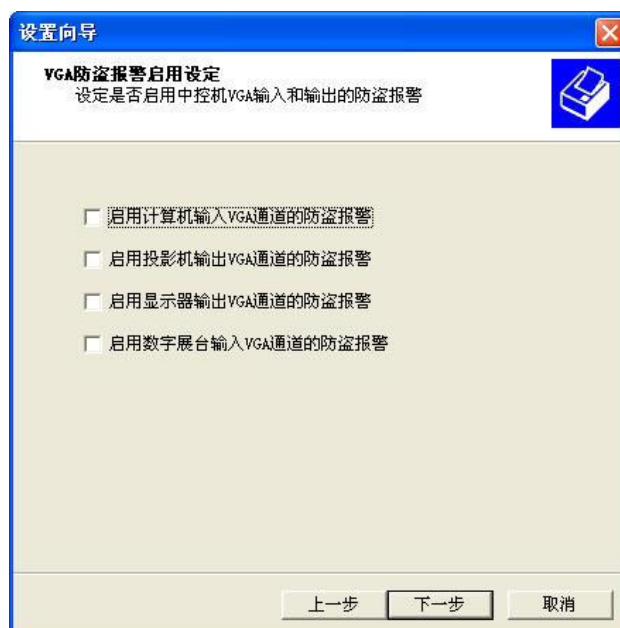 设置向导
VGA防盗报警启用设定
设定是否启用中控机VGA输入和输出的防盗报警
启用计算机输入VGA通道的防盗报警
启用投影机输出VGA通道的防盗报警
启用显示器输出VGA通道的防盗报警
启用数字展台输入VGA通道的防盗报警
上一步 下一步 取消